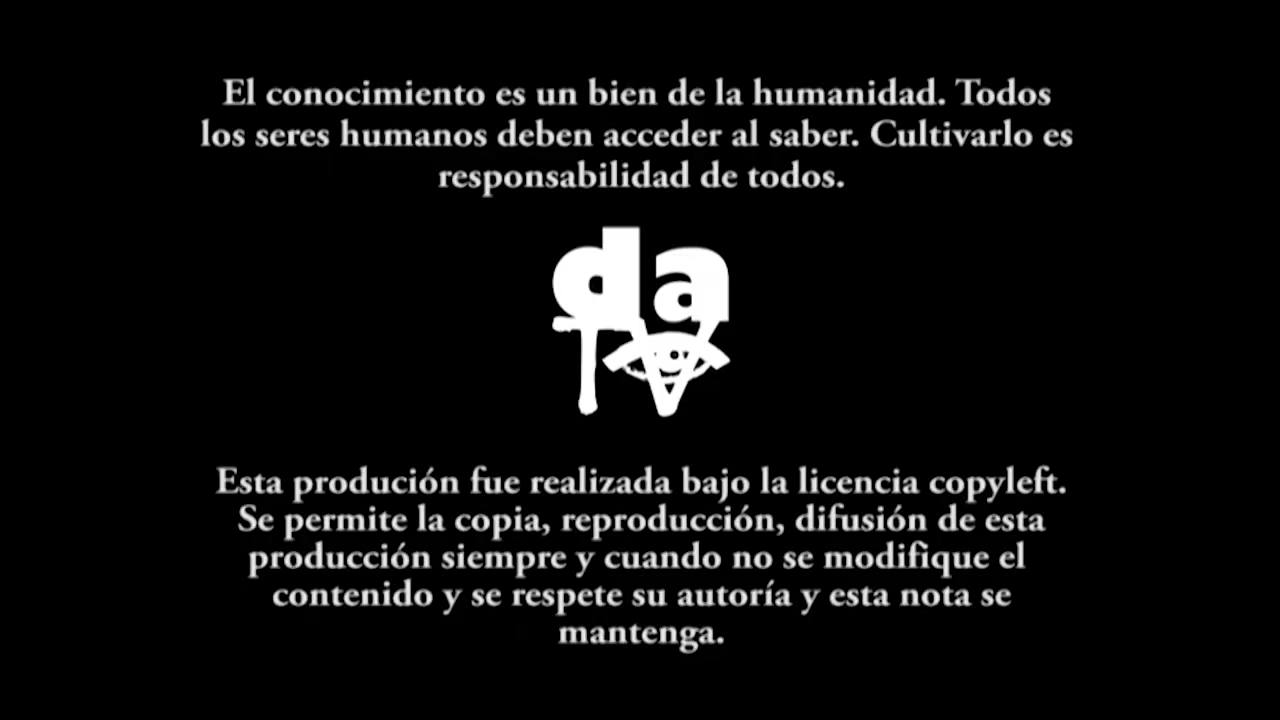 El conocimiento es un bien de la humanidad. Todos
los seres humanos deben acceder al saber. Cultivarlo es
responsabilidad de todos.
da
TV
Esta produción fue realizada bajo la licencia copyleft.
Se permite la copia, reproducción, difusión de esta
producción siempre y cuando no se modifique el
contenido y se respete su autoría y esta nota se
mantenga.